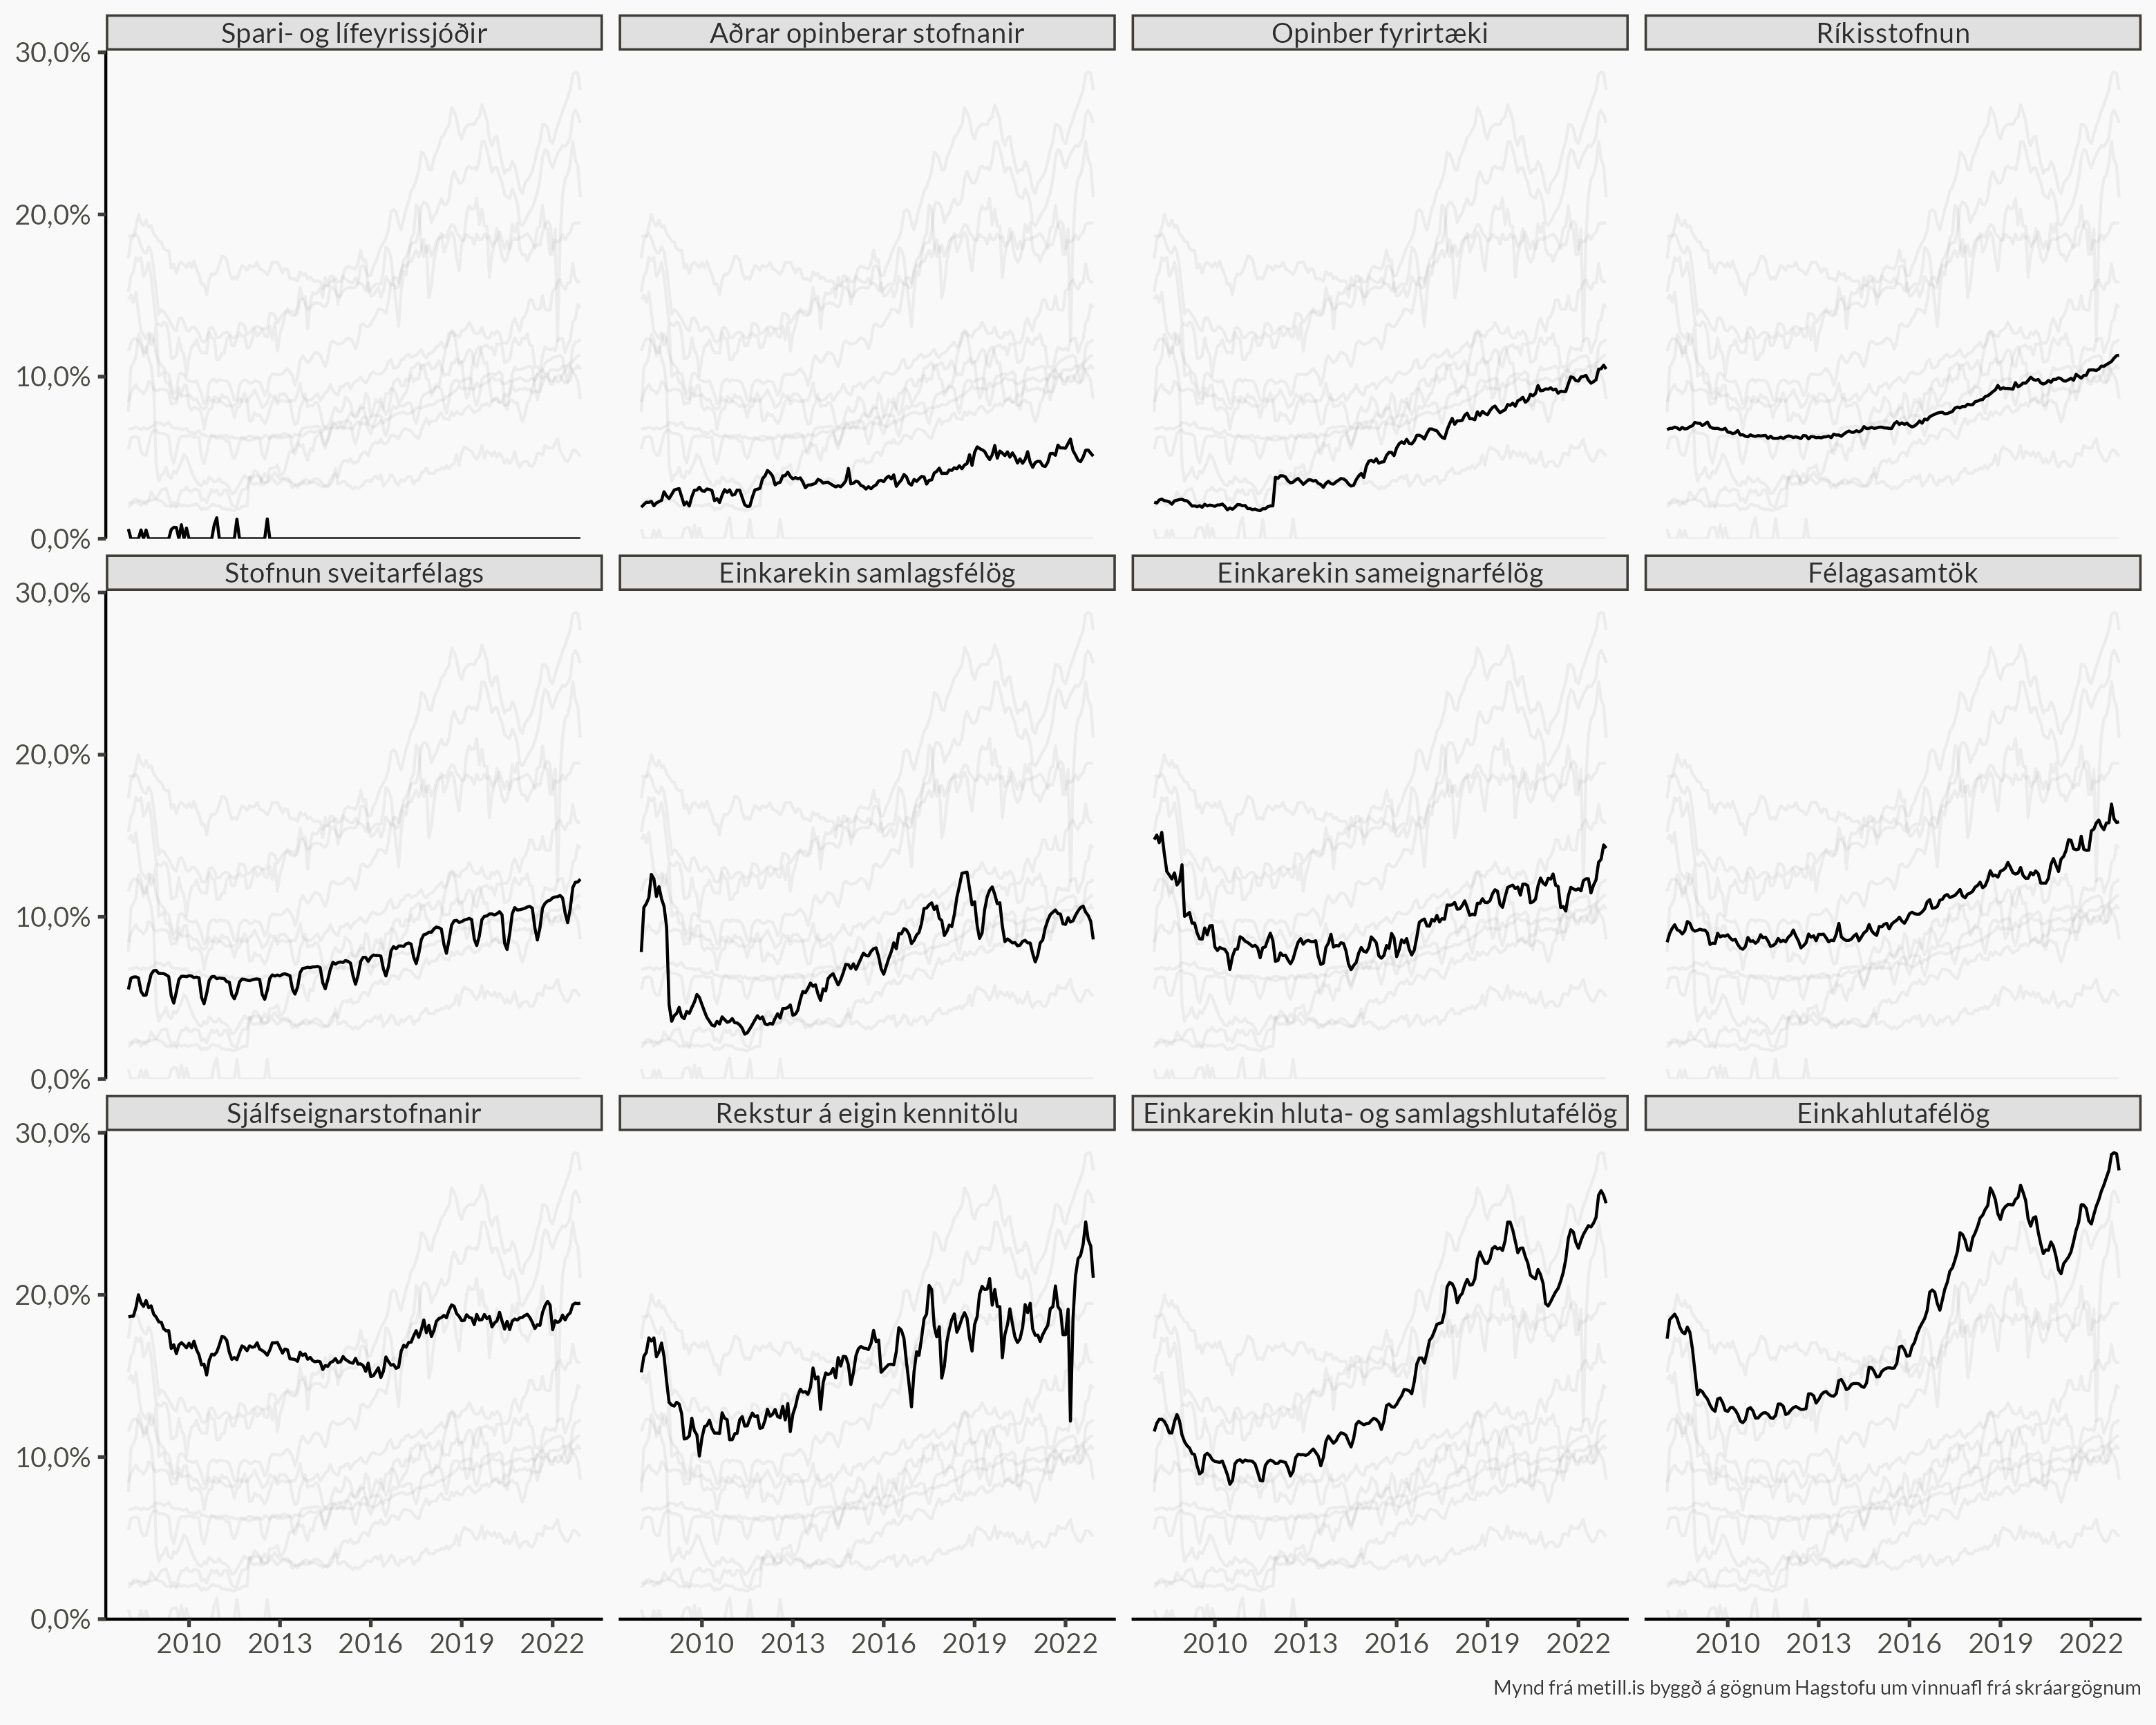 Spari- og lífeyrissjóðir
Aðrar opinberar stofnanir
Opinber fyrirtæki
Ríkisstofnun
30,0%
20,0%
10,0%
0,0%
Stofnun sveitarfélags
Einkarekin samlagsfélög
Einkarekin sameignarfélög
Félagasamtök
30,0%
20,0%
10,0%
0,0%
Sjálfseignarstofnanir
Rekstur á eigin kennitölu
Einkarekin hluta- og samlagshlutafélög
Einkahlutafélög
30,0%
20,0%
10,0%
0,0%
2010 2013 2016 2019 2022
2010 2013 2016 2019 2022
2010 2013 2016 2019 2022
2010 2013 2016 2019 2022
Mynd frá metill.is byggð á gögnum Hagstofu um vinnuafl frá skráargögnum